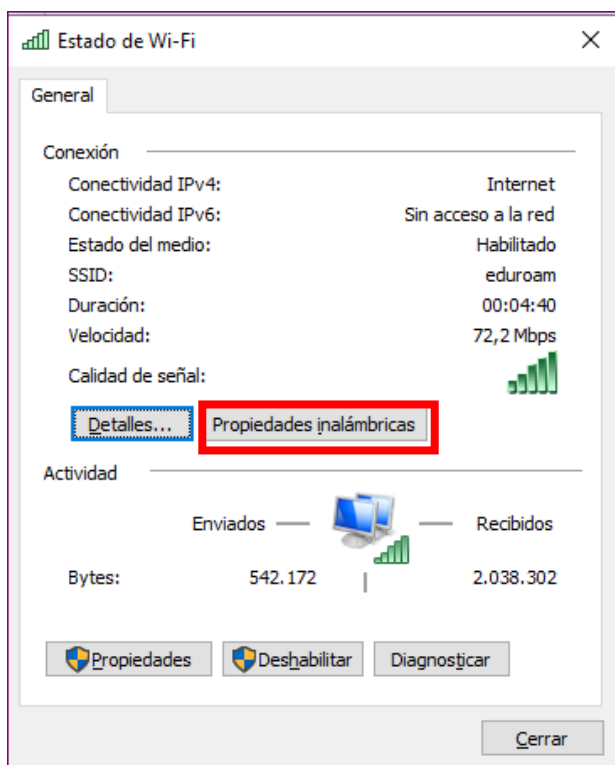 Estado de Wi-Fi
General
Conexión
Conectividad IPv4: Internet
Conectividad IPv6: Sin acceso a la red
Estado del medio: Habilitado
SSID: eduroam
Duración: 00:04:40
Velocidad: 72,2 Mbps
Calidad de señal:
Detalles... Propiedades inalámbricas
Actividad
Enviados Recibidos
Bytes: 542.172 2.038.302
Propiedades Deshabilitar Diagnosticar
Cerrar